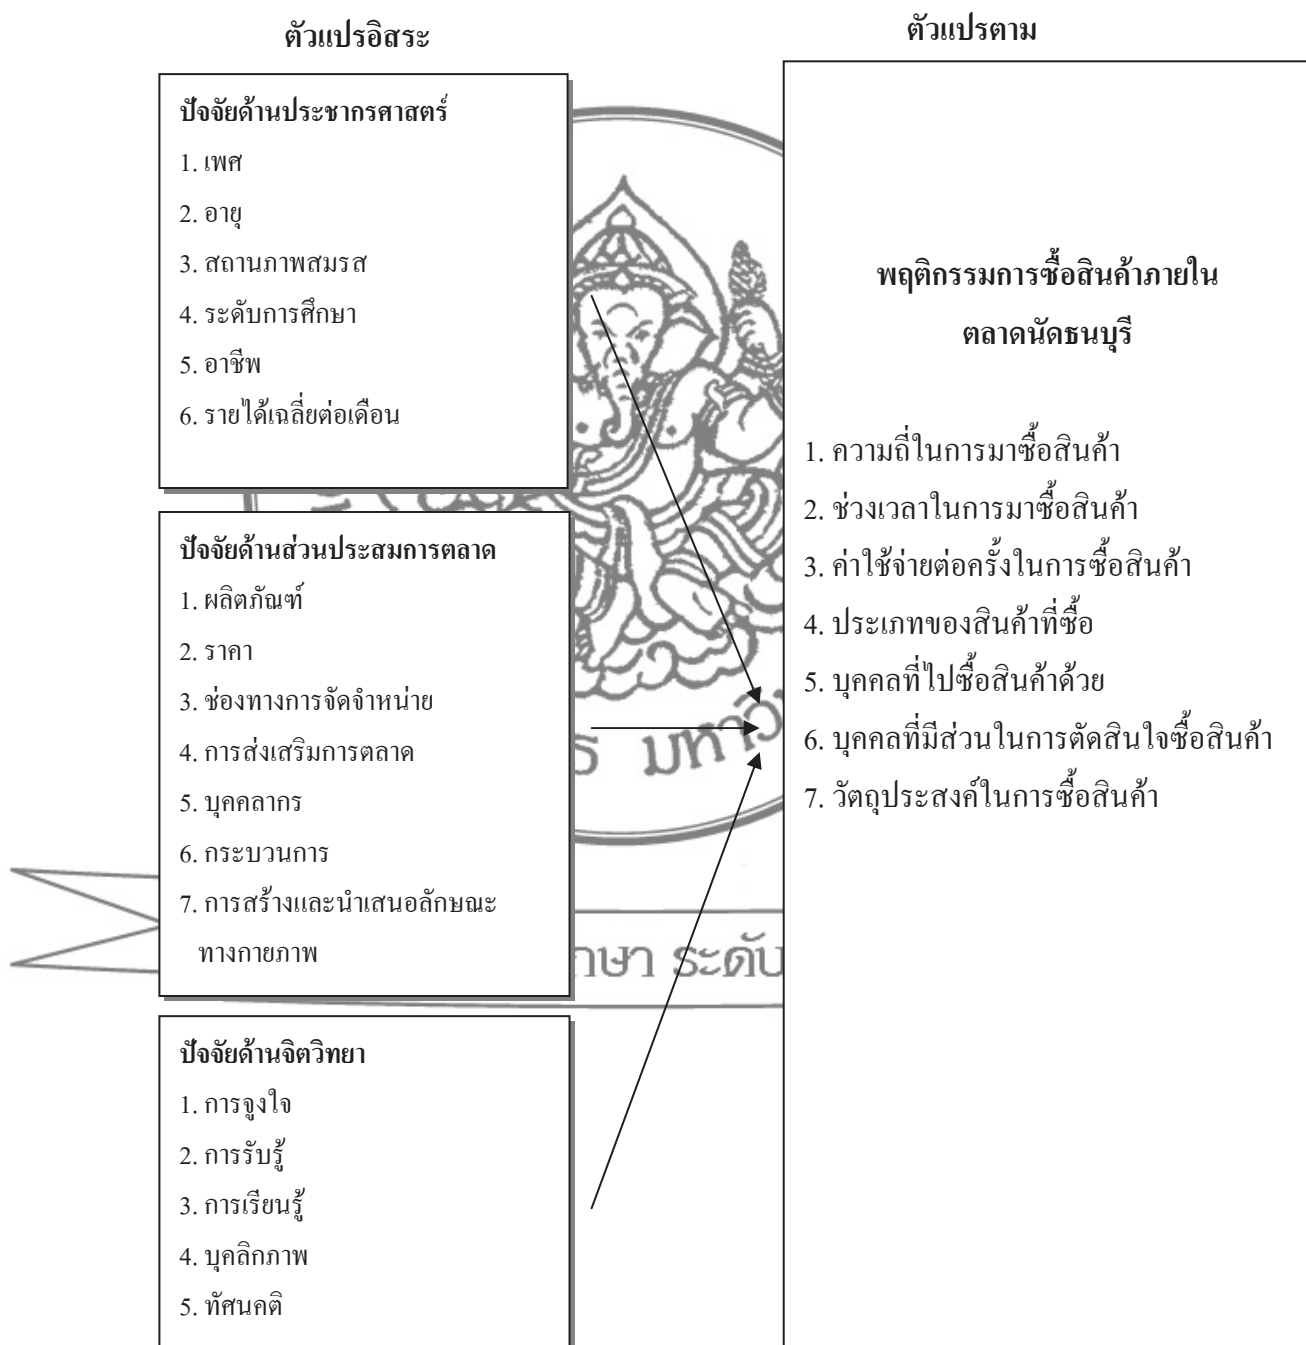 ตัวแปรอิสระ
ปัจจัยด้านประชากรศาสตร์
1. เพศ
2. อายุ
3. สถานภาพสมรส
4. ระดับการศึกษา
5. อาชีพ
6. รายได้เฉลี่ยต่อเดือน
ปัจจัยด้านส่วนประสมการตลาด
1. ผลิตภัณฑ์
2. ราคา
3. ช่องทางการจัดจำหน่าย
4. การส่งเสริมการตลาด
5. บุคคลากร
6. กระบวนการ
7. การสร้างและนำเสนอลักษณะ
ทางกายภาพ
ปัจจัยด้านจิตวิทยา
1. การจูงใจ
2. การรับรู้
3. การเรียนรู้
4. บุคลิกภาพ
5. ทัศนคติ
ตัวแปรตาม
พฤติกรรมการซื้อสินค้าภายใน
ตลาดนัดธนบุรี
1. ความถี่ในการมาซื้อสินค้า
2. ช่วงเวลาในการมาซื้อสินค้า
3. ค่าใช้จ่ายต่อครั้งในการซื้อสินค้า
4. ประเภทของสินค้าที่ซื้อ
5. บุคคลที่ไปซื้อสินค้าด้วย
6. บุคคลที่มีส่วนในการตัดสินใจซื้อสินค้า
7. วัตถุประสงค์ในการซื้อสินค้า
ระดับ